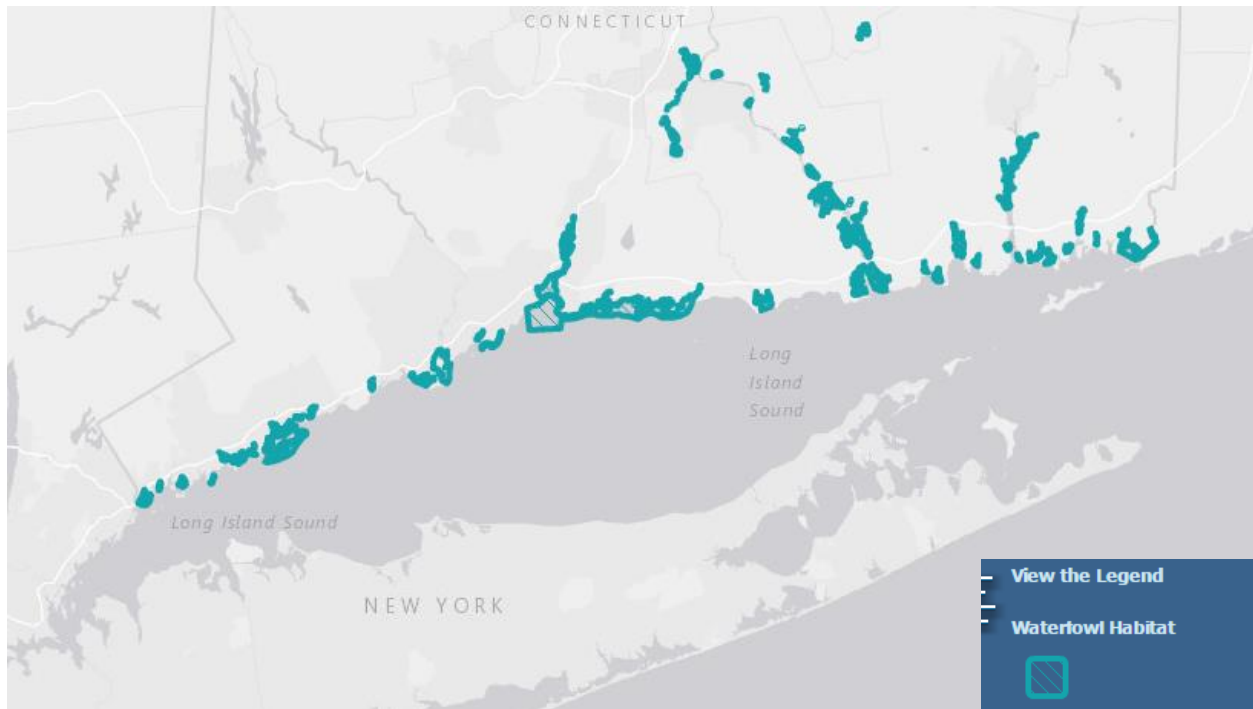 CONNECTICUT
Long
Island
Sound
Long Island Sound
NEW YORK
View the Legend
Waterfowl Habitat